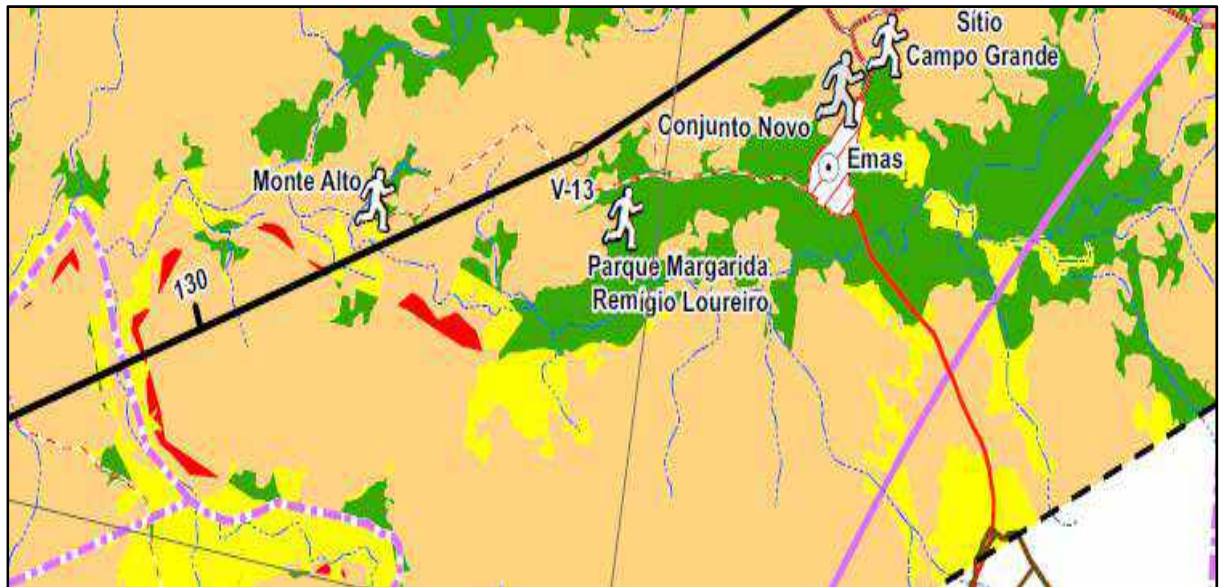 Sítio
Campo Grande
Conjunto Novo
Emas
Monte Alto
V-13
Parque Margarida
Remígio Loureiro
130